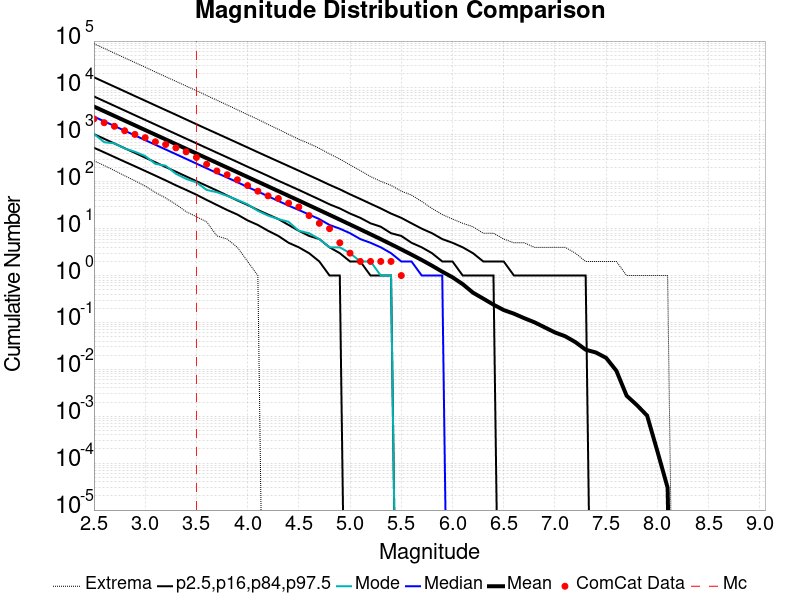 Magnitude Distribution Comparison
Cumulative Number
10^5
10^4
10^3
10^2
10^1
10^0
10^-1
10^-2
10^-3
10^-4
10^-5
2.5 3.0 3.5 4.0 4.5 5.0 5.5 6.0 6.5 7.0 7.5 8.0 8.5 9.0
Magnitude
Extrema p2.5,p16,p84,p97.5 Mode Median Mean ComCat Data Mc